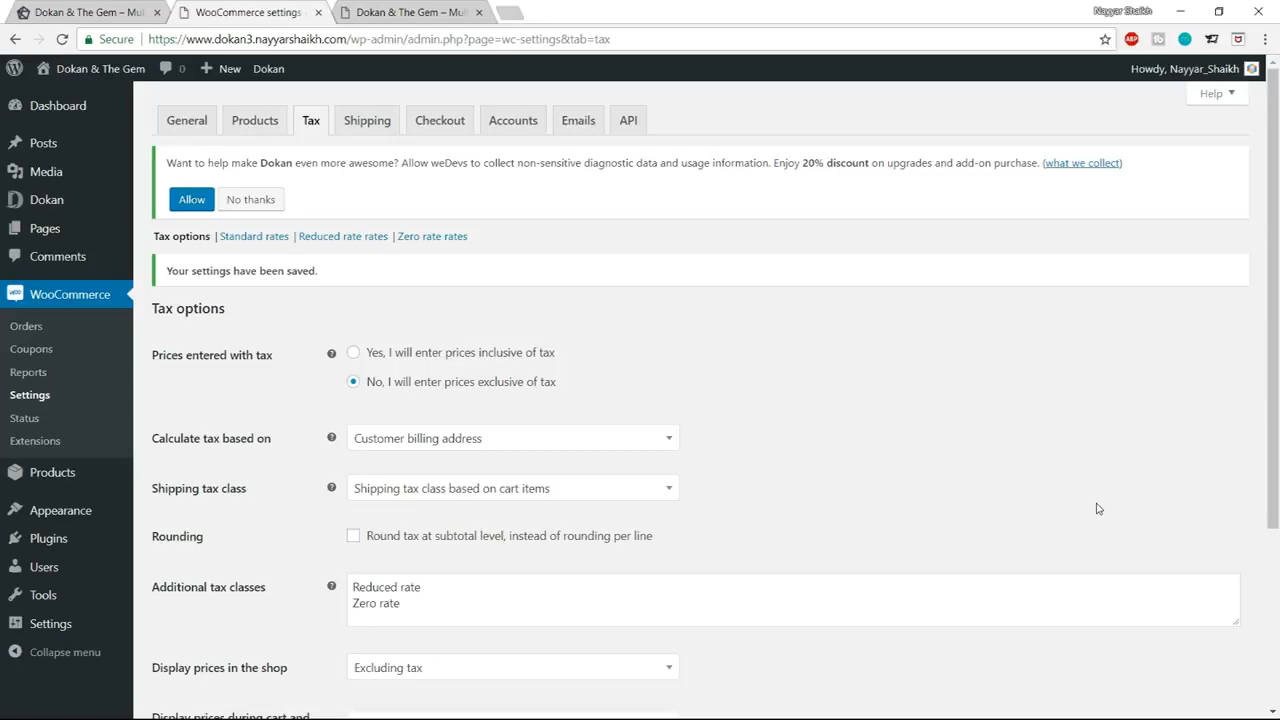 Dokan & The Gem – Mul
WooCommerce settings
Dokan & The Gem – Mul
Nayyar Shaikh
Secure
https://www.dokan3.nayyarshaikh.com/wp-admin/admin.php?page=wc-settings&tab=tax
ABP
Dokan & The Gem
0
New
Dokan
Howdy, Nayyar_Shaikh
Help
Dashboard
Posts
Media
Dokan
Pages
Comments
WooCommerce
Orders
Coupons
Reports
Settings
Status
Extensions
Products
Appearance
Plugins
Users
Tools
Settings
Collapse menu
General
Products
Tax
Shipping
Checkout
Accounts
Emails
API
Want to help make Dokan even more awesome? Allow weDevs to collect non-sensitive diagnostic data and usage information. Enjoy 20% discount on upgrades and add-on purchase. (what we collect)
Allow
No thanks
Tax options | Standard rates | Reduced rate rates | Zero rate rates
Your settings have been saved.
Tax options
Prices entered with tax
Yes, I will enter prices inclusive of tax
No, I will enter prices exclusive of tax
Calculate tax based on
Customer billing address
Shipping tax class
Shipping tax class based on cart items
Rounding
Round tax at subtotal level, instead of rounding per line
Additional tax classes
Reduced rate
Zero rate
Display prices in the shop
Excluding tax
Display prices during cart and